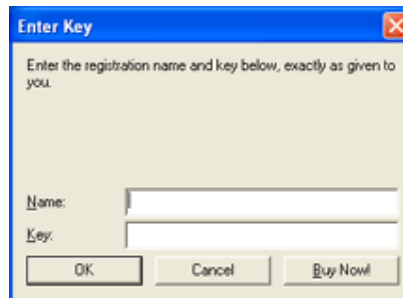 Enter Key
Enter the registration name and key below, exactly as given to
you.
Name:
Key:
OK Cancel Buy Now!